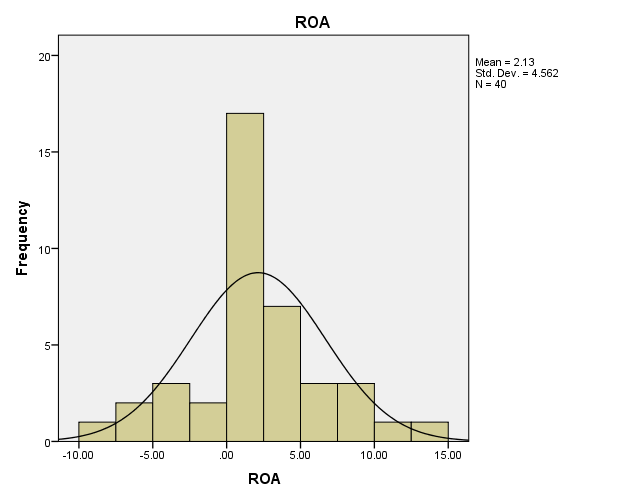 ROA
Mean = 2.13
Std. Dev. = 4.562
N = 40
20
15
10
5
0
Frequency
-10.00 -5.00 .00 5.00 10.00 15.00
ROA